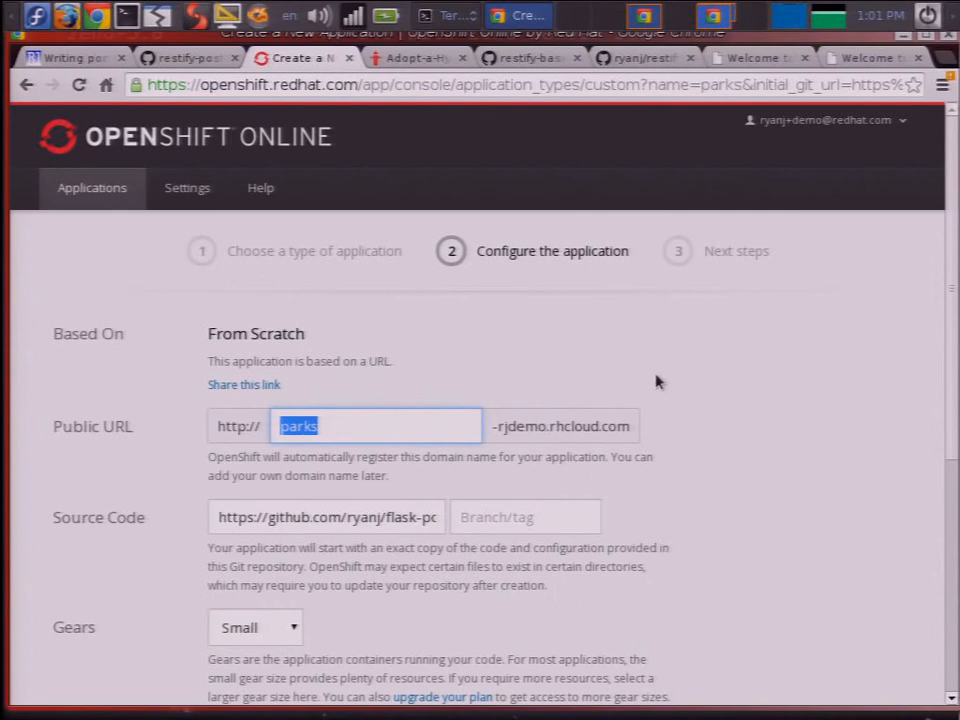 en
Ter...
Cre...
1:01 PM
Create a New Application | OpenShift Online by Red Hat - Google Chrome
Writing po
restify-pos
Create a N
Adopt-a-Hy
restify-bas
ryanj/restif
Welcome to
Welcome to
https://openshift.redhat.com/app/console/application_types/custom?name=parks&initial_git_url=https%
OPENSHIFT ONLINE
ryanj+demo@redhat.com
Applications
Settings
Help
1 Choose a type of application
2 Configure the application
3 Next steps
Based On
From Scratch
This application is based on a URL.
Share this link
Public URL
http://
parks
-rjdemo.rhcloud.com
OpenShift will automatically register this domain name for your application. You can
add your own domain name later.
Source Code
https://github.com/ryanj/flask-po
Branch/tag
Your application will start with an exact copy of the code and configuration provided in
this Git repository. OpenShift may expect certain files to exist in certain directories,
which may require you to update your repository after creation.
Gears
Small
Gears are the application containers running your code. For most applications, the
small gear size provides plenty of resources. If you require more resources, select a
larger gear size here. You can also upgrade your plan to get access to more gear sizes.